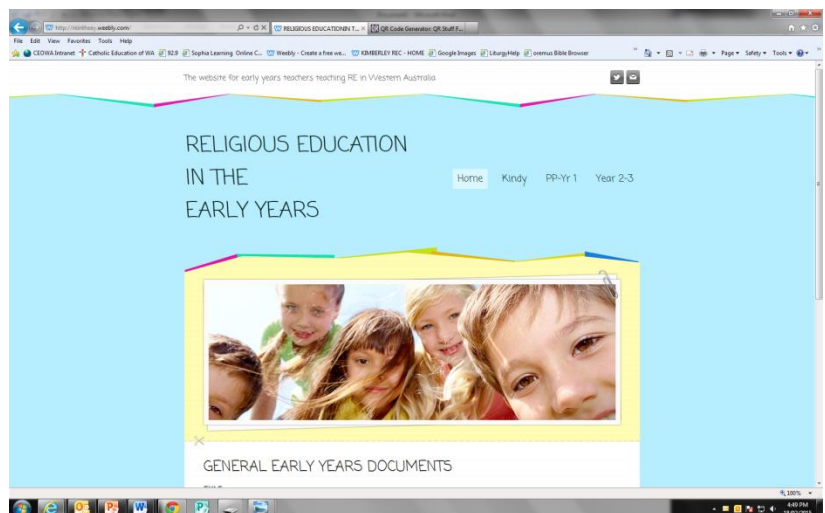 http://reintheey.weebly.com/
RELIGIOUS EDUCATIONIN T...
QR Code Generator: QR Stuff F...
File Edit View Favorites Tools Help
CEOWA Intranet Catholic Education of WA 92.9 Sophia Learning Online C... Weebly - Create a free we... KIMBERLEY REC - HOME Google Images LiturgyHelp oremus Bible Browser Page Safety Tools
The website for early years teachers teaching RE in Western Australia
RELIGIOUS EDUCATION
IN THE
EARLY YEARS
Home Kindy PP-Yr 1 Year 2-3
GENERAL EARLY YEARS DOCUMENTS
100%
4:49 PM